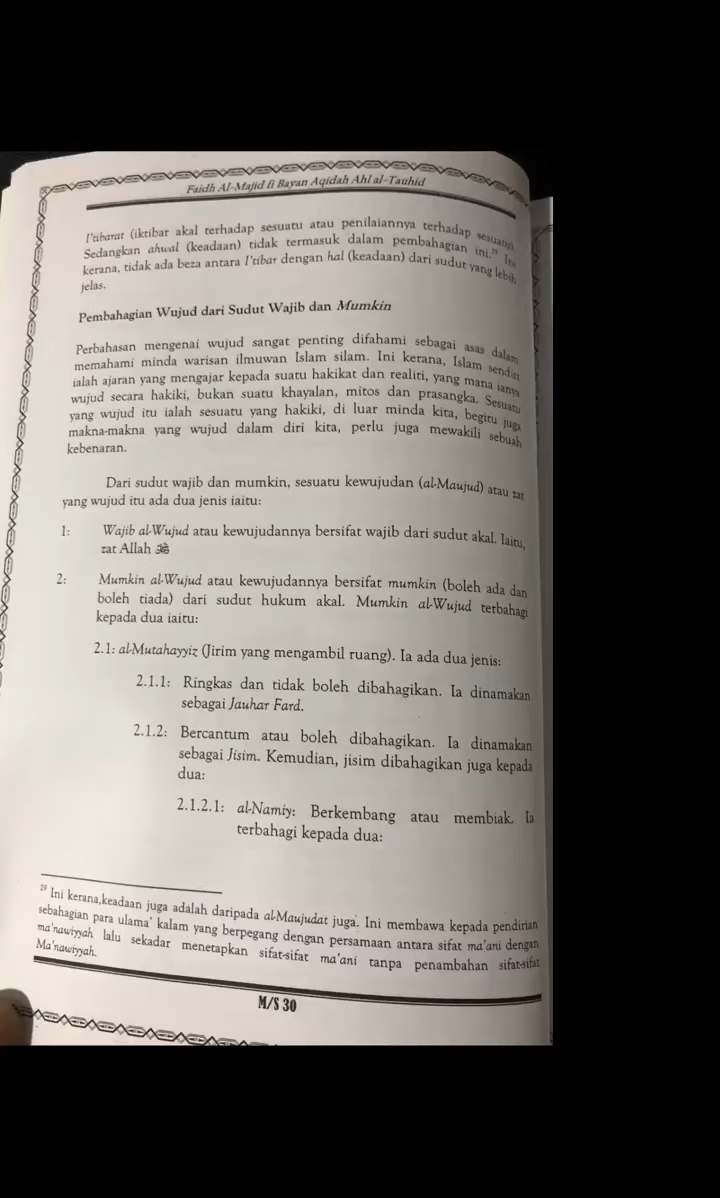 Faidh Al-Majid fi Bayan Aqidah Ahl al-Tauhid
I'tibarat (iktibar akal terhadap sesuatu atau penilaiannya terhadap sesuatu).
Sedangkan ahwal (keadaan) tidak termasuk dalam pembahagian ini.²⁹ Ini
kerana, tidak ada beza antara I'tibar dengan hal (keadaan) dari sudut yang lebih
jelas.
Pembahagian Wujud dari Sudut Wajib dan Mumkin
Perbahasan mengenai wujud sangat penting difahami sebagai asas dalam
memahami minda warisan ilmuwan Islam silam. Ini kerana, Islam sendiri
ialah ajaran yang mengajar kepada suatu hakikat dan realiti, yang mana ianya
wujud secara hakiki, bukan suatu khayalan, mitos dan prasangka. Sesuatu
yang wujud itu ialah sesuatu yang hakiki, di luar minda kita, begitu juga
makna-makna yang wujud dalam diri kita, perlu juga mewakili sebuah
kebenaran.
Dari sudut wajib dan mumkin, sesuatu kewujudan (al-Maujud) atau zat
yang wujud itu ada dua jenis iaitu:
1: Wajib al-Wujud atau kewujudannya bersifat wajib dari sudut akal. Iaitu,
zat Allah ﷻ
2: Mumkin al-Wujud atau kewujudannya bersifat mumkin (boleh ada dan
boleh tiada) dari sudut hukum akal. Mumkin al-Wujud terbahagi
kepada dua iaitu:
2.1: al-Mutahayyiz (Jirim yang mengambil ruang). Ia ada dua jenis:
2.1.1: Ringkas dan tidak boleh dibahagikan. Ia dinamakan
sebagai Jauhar Fard.
2.1.2: Bercantum atau boleh dibahagikan. Ia dinamakan
sebagai Jisim. Kemudian, jisim dibahagikan juga kepada
dua:
2.1.2.1: al-Namiy: Berkembang atau membiak. Ia
terbahagi kepada dua:
²⁹ Ini kerana,keadaan juga adalah daripada al-Maujudat juga. Ini membawa kepada pendirian
sebahagian para ulama' kalam yang berpegang dengan persamaan antara sifat ma'ani dengan
ma'nawiyyah lalu sekadar menetapkan sifat-sifat ma'ani tanpa penambahan sifat-sifat
Ma'nawiyyah.
M/S 30